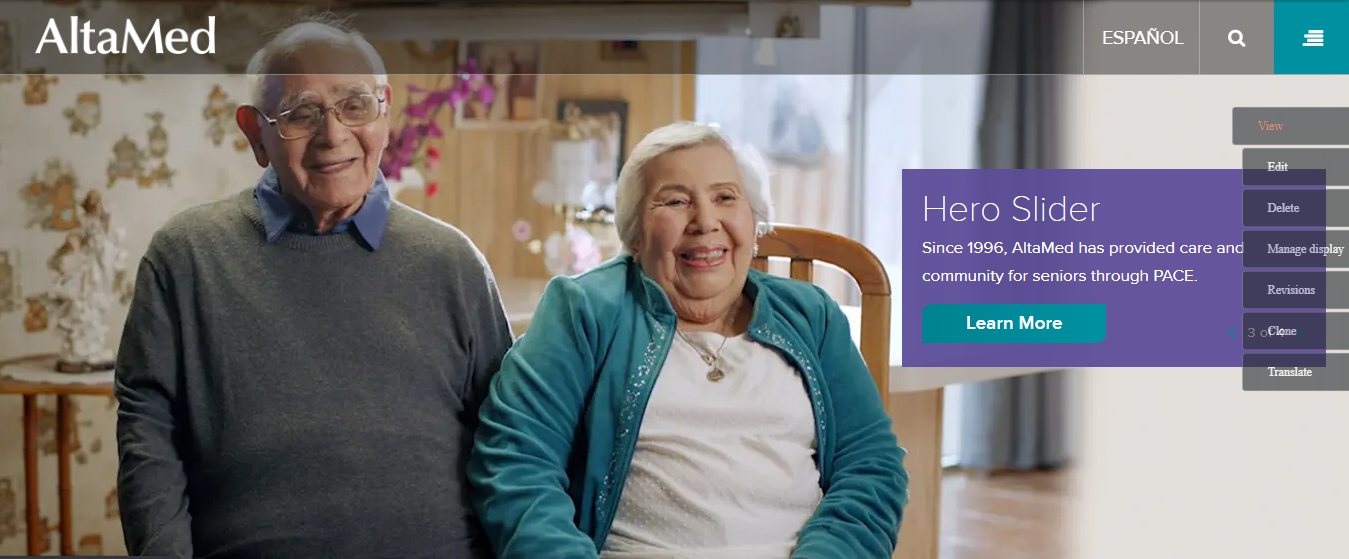 AltaMed
ESPAÑOL
View
Edit
Hero Slider
Delete
Since 1996, AltaMed has provided care and
Manage display
community for seniors through PACE.
Revisions
Learn More
3 of 4
Clone
Translate